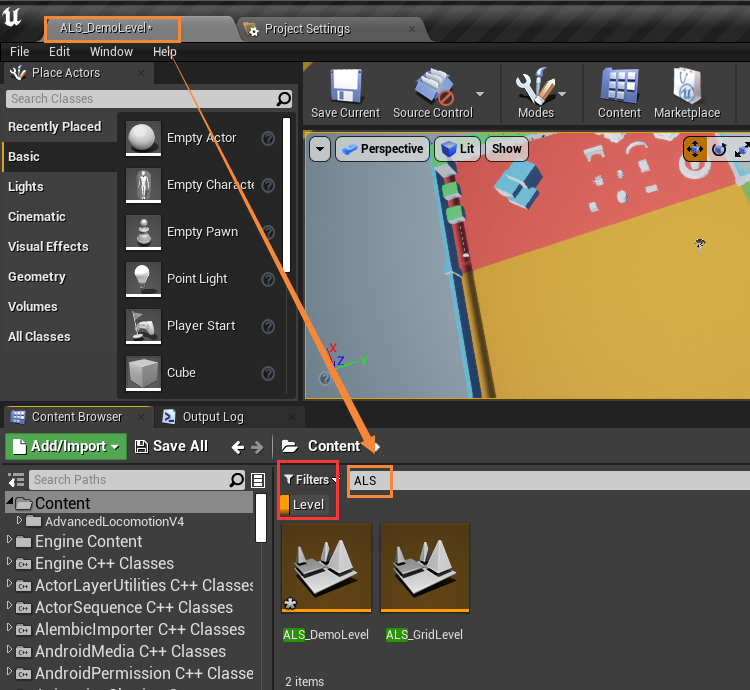 ALS_DemoLevel*
Project Settings
File Edit Window Help
Place Actors
Search Classes
Recently Placed
Basic
Lights
Cinematic
Visual Effects
Geometry
Volumes
All Classes
Empty Actor
Empty Characte
Empty Pawn
Point Light
Player Start
Cube
Save Current
Source Control
Modes
Content
Marketplace
Perspective
Lit
Show
X
Z
Y
Content Browser
Output Log
Add/Import
Save All
Content
Search Paths
Filters
ALS
Level
Content
AdvancedLocomotionV4
Engine Content
Engine C++ Classes
ActorLayerUtilities C++ Classes
ActorSequence C++ Classes
AlembicImporter C++ Classes
AndroidMedia C++ Classes
AndroidPermission C++ Classes
ALS_DemoLevel
ALS_GridLevel
2 items